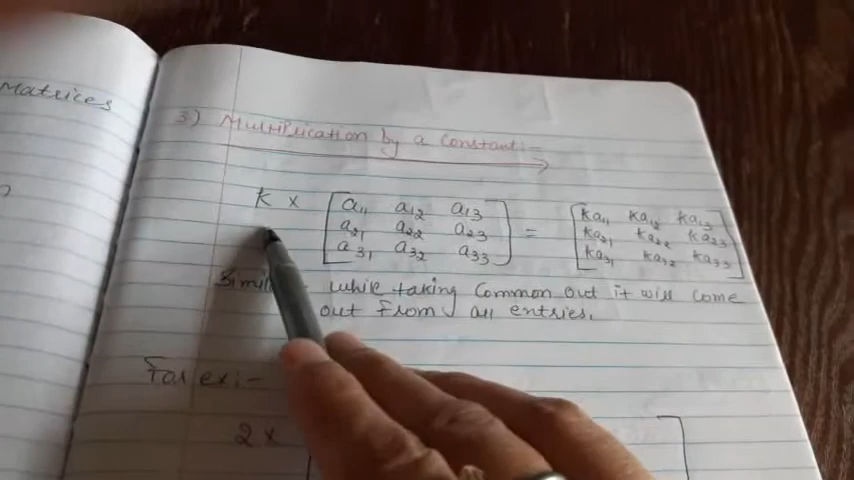 Matrices
3) Multiplication by a constant:-
k × [ a₁₁ a₁₂ a₁₃ ] = [ ka₁₁ ka₁₂ ka₁₃ ]
[ a₂₁ a₂₂ a₂₃ ] [ ka₂₁ ka₂₂ ka₂₃ ]
[ a₃₁ a₃₂ a₃₃ ] [ ka₃₁ ka₃₂ ka₃₃ ]
while taking Common out it will come
out from all entries.
For ex:-
2 ×